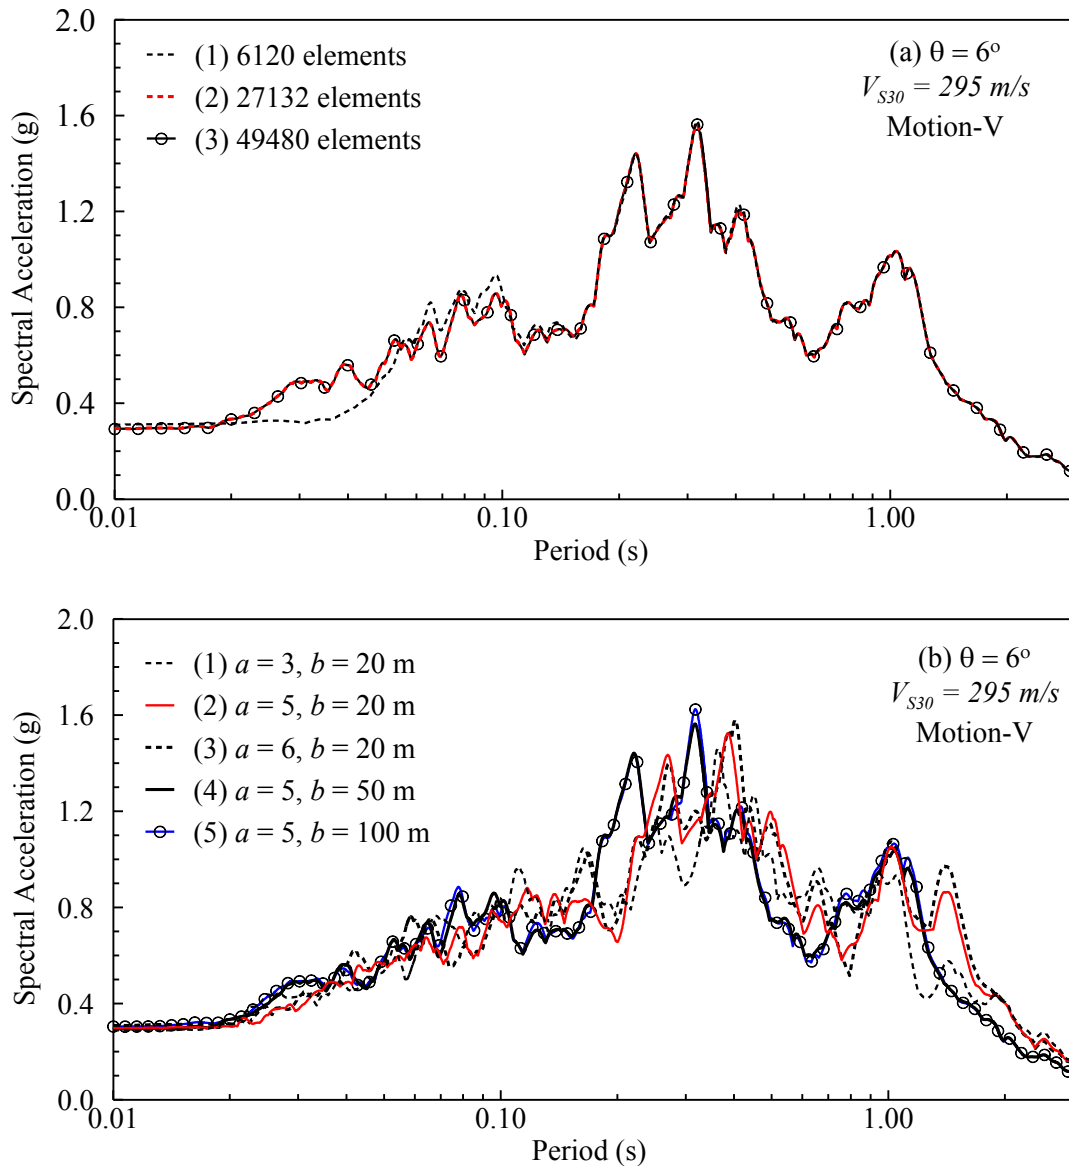 2.0
1.6
1.2
0.8
0.4
0.0
Spectral Acceleration (g)
(1) 6120 elements
(2) 27132 elements
(3) 49480 elements
(a) θ = 6°
V_S30 = 295 m/s
Motion-V
0.01
0.10
1.00
Period (s)
2.0
1.6
1.2
0.8
0.4
0.0
Spectral Acceleration (g)
(1) a = 3, b = 20 m
(2) a = 5, b = 20 m
(3) a = 6, b = 20 m
(4) a = 5, b = 50 m
(5) a = 5, b = 100 m
(b) θ = 6°
V_S30 = 295 m/s
Motion-V
0.01
0.10
1.00
Period (s)